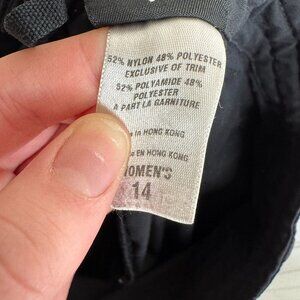 52% NYLON 48% POLYESTER
EXCLUSIVE OF TRIM
52% POLYAMIDE 48%
POLYESTER
A PART LA GARNITURE
in HONG KONG
EN HONG KONG
OMEN'S
14